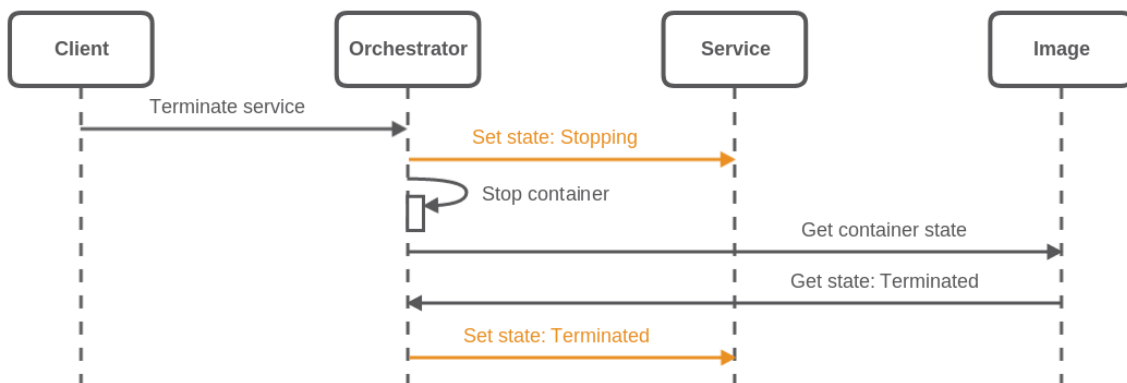 Client
Orchestrator
Service
Image
Terminate service
Set state: Stopping
Stop container
Get container state
Get state: Terminated
Set state: Terminated